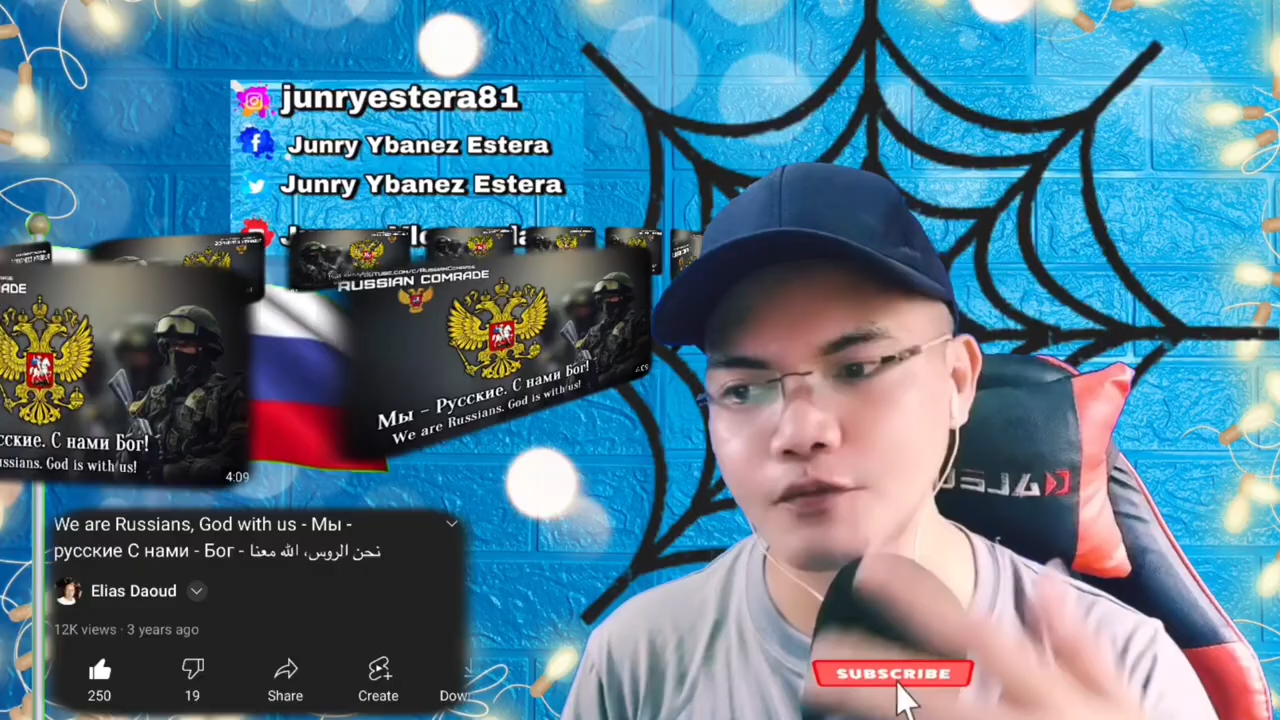 junryestera81
Junry Ybanez Estera
Junry Ybanez Estera
RUSSIAN COMRADE
Мы – Русские. С нами Бог!
We are Russians. God is with us!
нами Бог!
God is with us!
4:09
We are Russians, God with us - Мы -
русские С нами - Бог - نحن الروس، الله معنا
Elias Daoud
12K views · 3 years ago
250
19
Share
Create
SUBSCRIBE